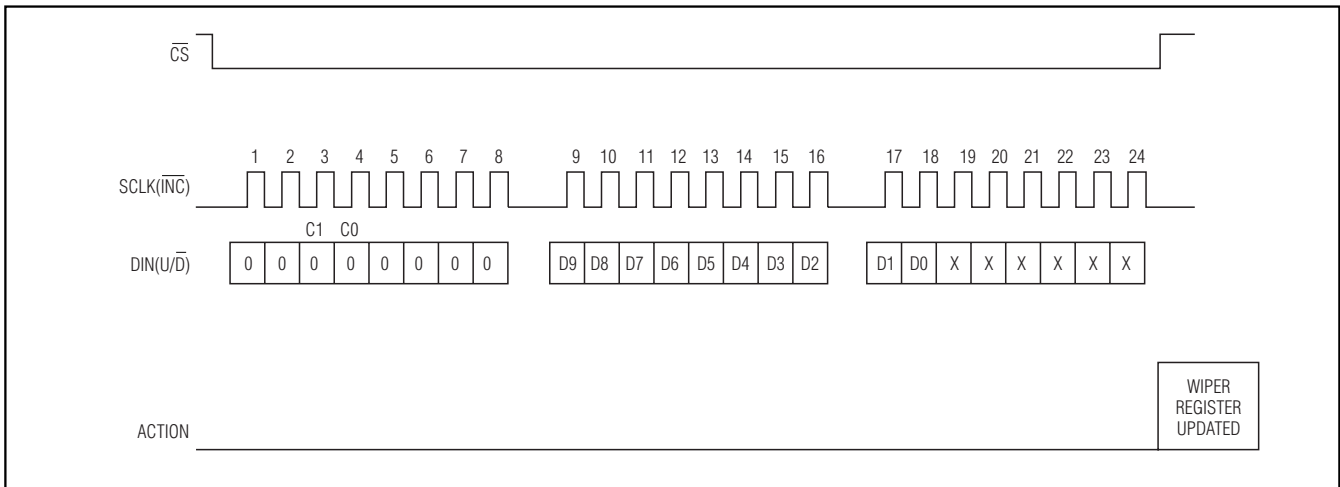 C̅S̅
1 2 3 4 5 6 7 8 9 10 11 12 13 14 15 16 17 18 19 20 21 22 23 24
SCLK(I̅N̅C̅)
C1 C0
DIN(U/D̅) 0 0 0 0 0 0 0 0 D9 D8 D7 D6 D5 D4 D3 D2 D1 D0 X X X X X X
WIPER
REGISTER
UPDATED
ACTION